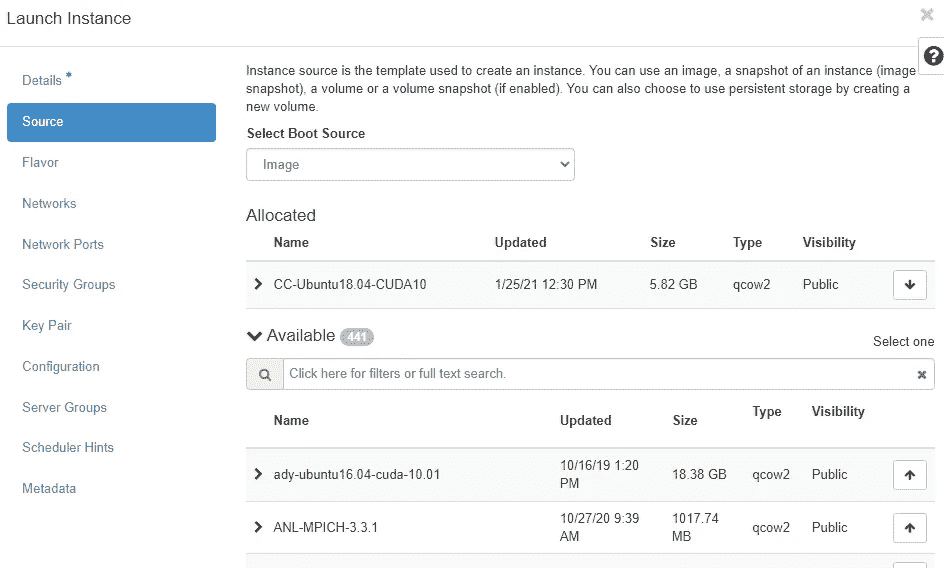 Launch Instance
Details *
Source
Flavor
Networks
Network Ports
Security Groups
Key Pair
Configuration
Server Groups
Scheduler Hints
Metadata
Instance source is the template used to create an instance. You can use an image, a snapshot of an instance (image
snapshot), a volume or a volume snapshot (if enabled). You can also choose to use persistent storage by creating a
new volume.
Select Boot Source
Image
Allocated
Name Updated Size Type Visibility
CC-Ubuntu18.04-CUDA10 1/25/21 12:30 PM 5.82 GB qcow2 Public
Available 441
Select one
Click here for filters or full text search.
Name Updated Size Type Visibility
ady-ubuntu16.04-cuda-10.01 10/16/19 1:20 PM 18.38 GB qcow2 Public
ANL-MPICH-3.3.1 10/27/20 9:39 AM 1017.74 MB qcow2 Public